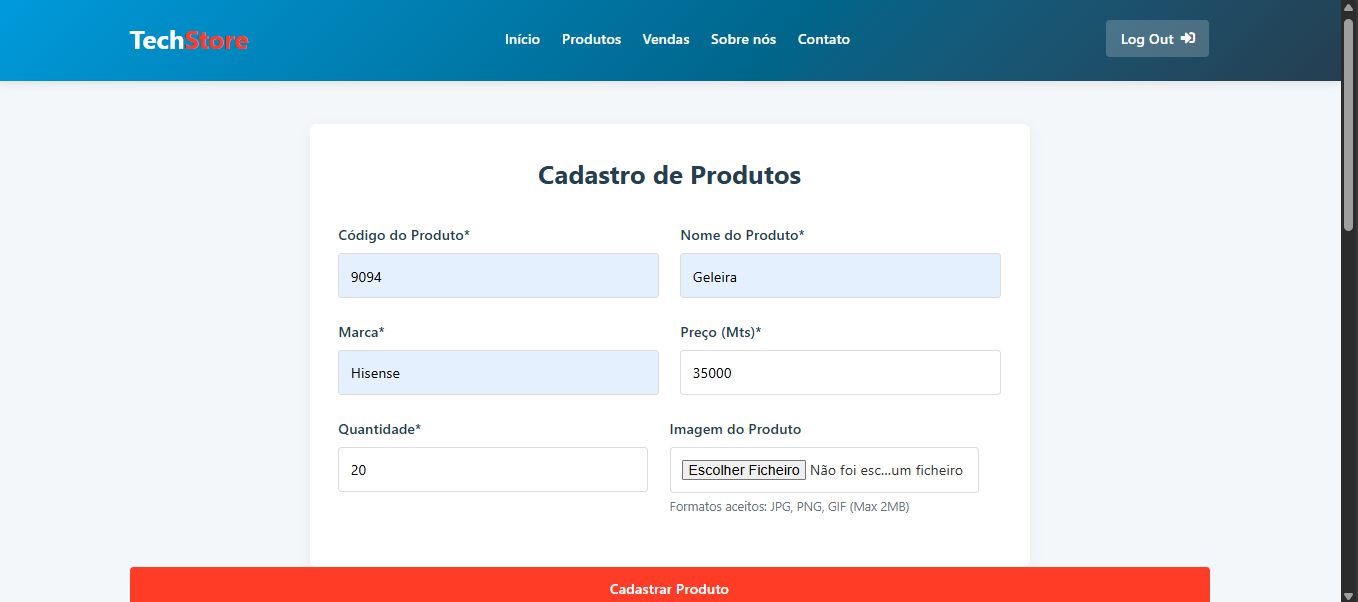 TechStore Início Produtos Vendas Sobre nós Contato Log Out
Cadastro de Produtos
Código do Produto* Nome do Produto*
9094 Geleira
Marca* Preço (Mts)*
Hisense 35000
Quantidade* Imagem do Produto
20 Escolher Ficheiro Não foi esc...um ficheiro
Formatos aceitos: JPG, PNG, GIF (Max 2MB)
Cadastrar Produto